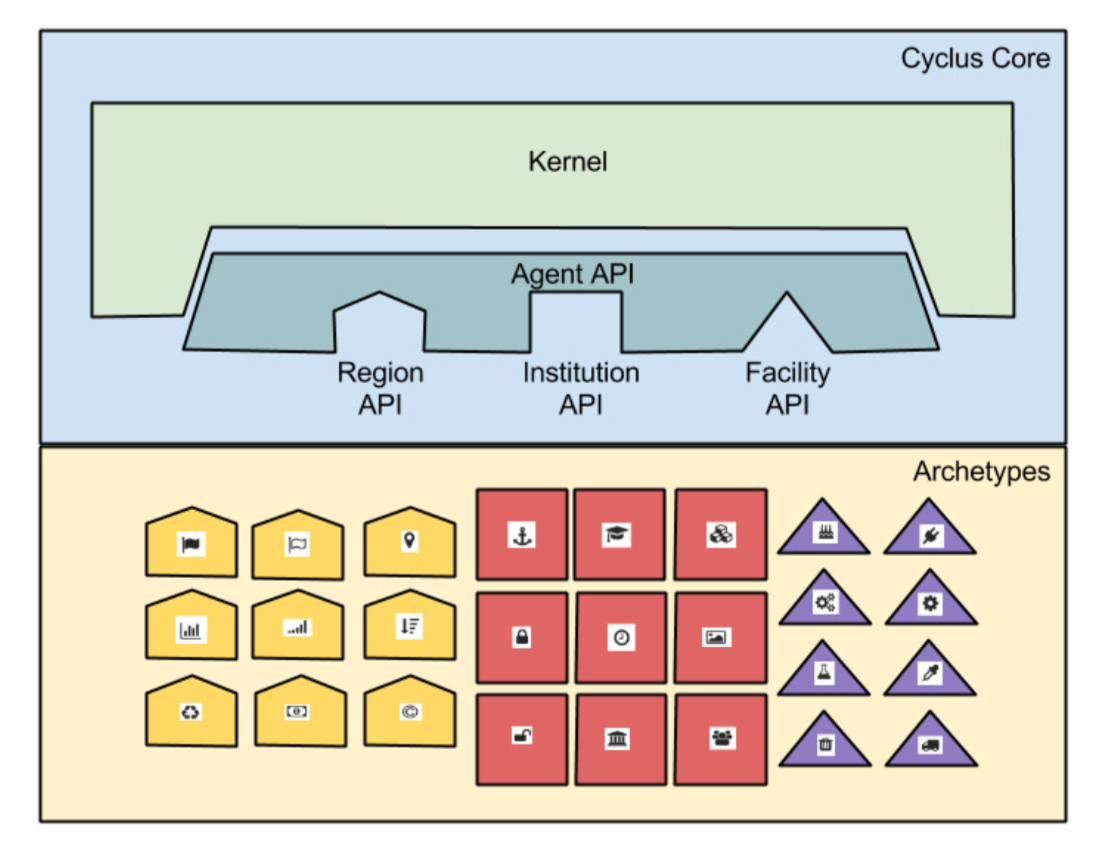 Cyclus Core
Kernel
Agent API
Region
API
Institution
API
Facility
API
Archetypes